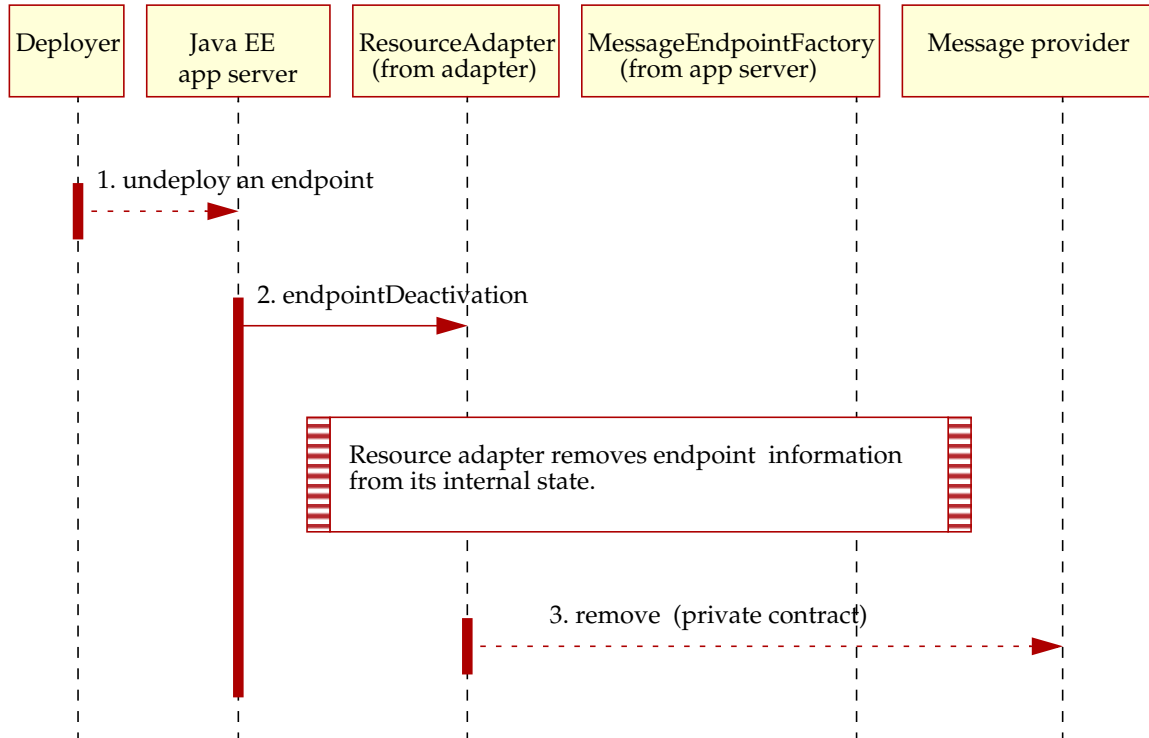 Deployer
Java EE
app server
ResourceAdapter
(from adapter)
MessageEndpointFactory
(from app server)
Message provider
1. undeploy an endpoint
2. endpointDeactivation
Resource adapter removes endpoint information
from its internal state.
3. remove (private contract)